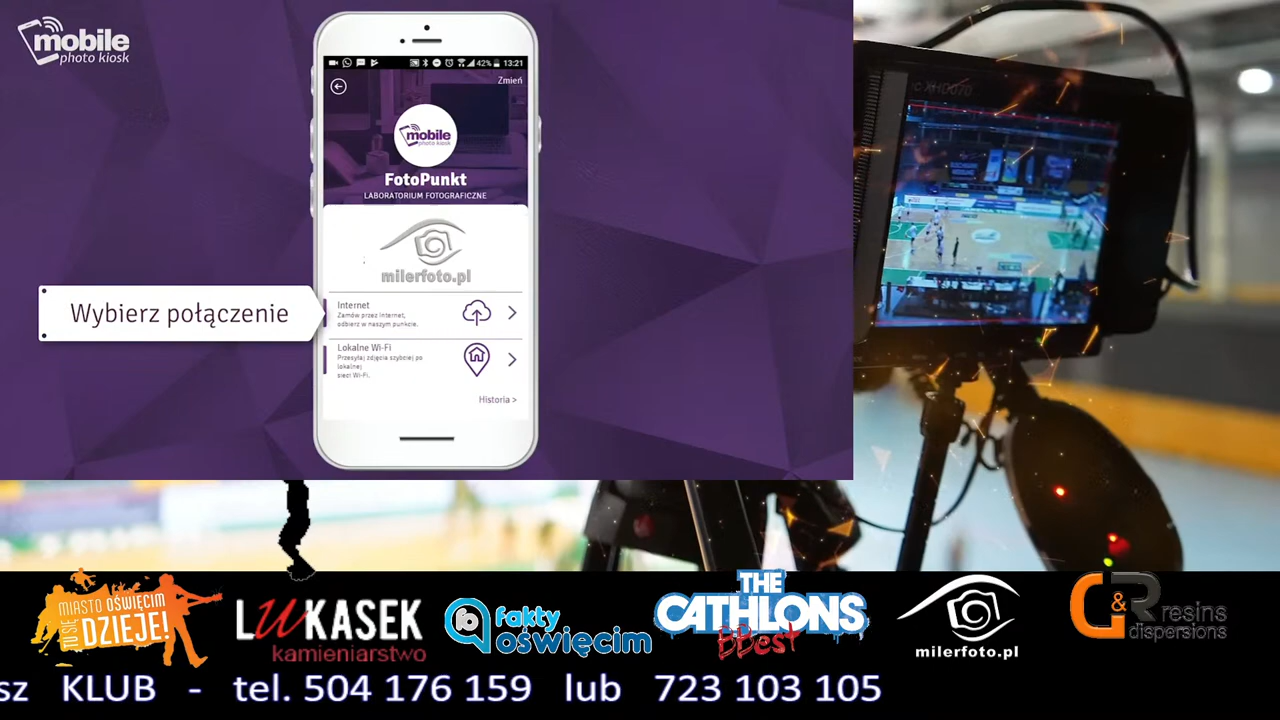 mobile
photo kiosk
42% 13:21
Zmień
mobile
photo kiosk
FotoPunkt
LABORATORIUM FOTOGRAFICZNE
milerfoto.pl
Wybierz połączenie
Internet
Zamów przez internet,
odbierz w naszym punkcie.
Lokalne Wi-Fi
Przesyłaj zdjęcia szybciej po
lokalnej
sieci Wi-Fi.
Historia >
MIASTO OŚWIĘCIM
TU SIĘ DZIEJE!
LUKASEK
kamieniarstwo
fakty
oświęcim
THE
CATHLONS
BBest
milerfoto.pl
G&R resins
dispersions
sz KLUB - tel. 504 176 159 lub 723 103 105